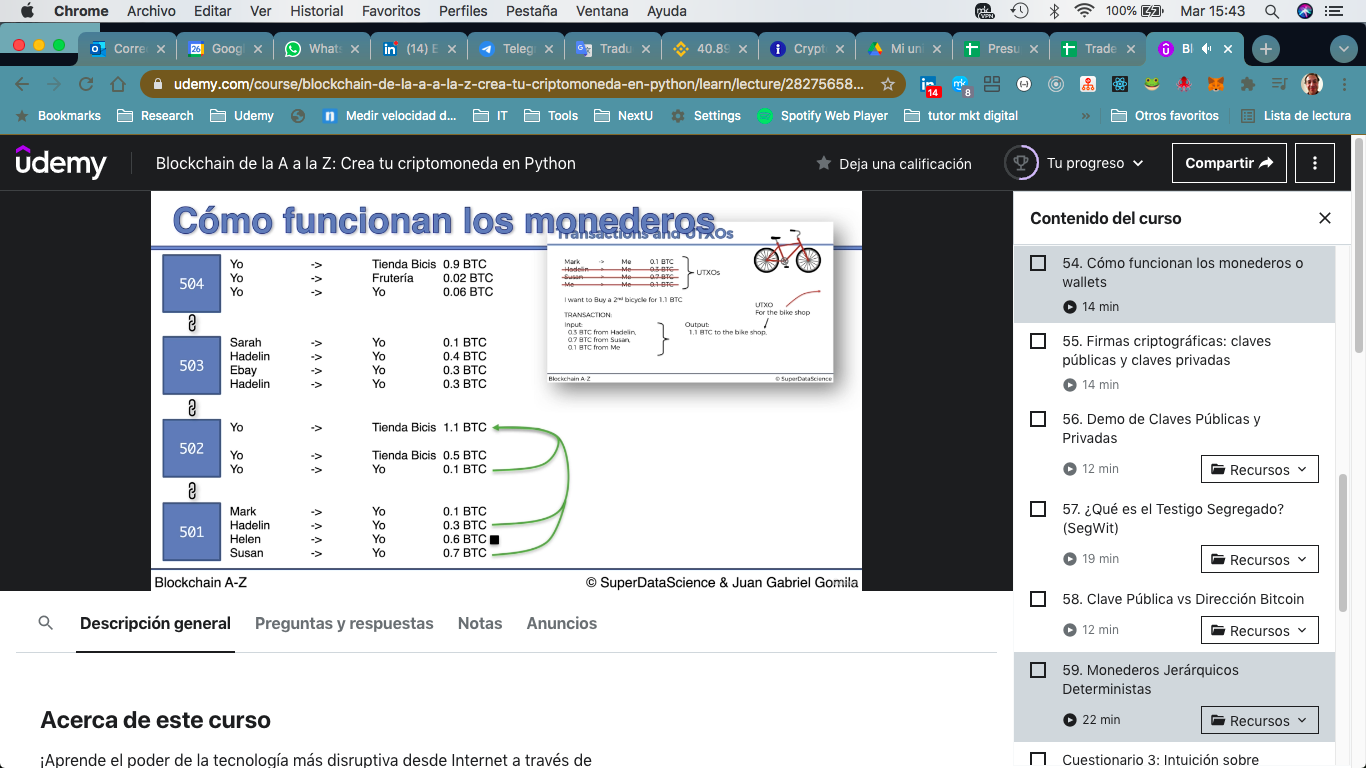 Chrome Archivo Editar Ver Historial Favoritos Perfiles Pestaña Ventana Ayuda 100% Mar 15:43
Corre Goog Whats (14) E Teleg Tradu 40.89 Crypt Mi uni Presu Trade Bl
udemy.com/course/blockchain-de-la-a-a-la-z-crea-tu-criptomoneda-en-python/learn/lecture/28275658... 14 8
Bookmarks Research Udemy Medir velocidad d... IT Tools NextU Settings Spotify Web Player tutor mkt digital » Otros favoritos Lista de lectura
ûdemy Blockchain de la A a la Z: Crea tu criptomoneda en Python Deja una calificación Tu progreso Compartir
Cómo funcionan los monederos
504
Yo -> Tienda Bicis 0.9 BTC
Yo -> Frutería 0.02 BTC
Yo -> Yo 0.06 BTC
503
Sarah -> Yo 0.1 BTC
Hadelin -> Yo 0.4 BTC
Ebay -> Yo 0.3 BTC
Hadelin -> Yo 0.3 BTC
502
Yo -> Tienda Bicis 1.1 BTC
Yo -> Tienda Bicis 0.5 BTC
Yo -> Yo 0.1 BTC
501
Mark -> Yo 0.1 BTC
Hadelin -> Yo 0.3 BTC
Helen -> Yo 0.6 BTC
Susan -> Yo 0.7 BTC
Transactions and UTXOs
Mark -> Me 0.1 BTC
Hadelin -> Me 0.3 BTC
Susan -> Me 0.7 BTC
Me -> Me 0.1 BTC
UTXOs
I want to Buy a 2nd bicycle for 1.1 BTC
UTXO
For the bike shop
TRANSACTION:
Input:
0.3 BTC from Hadelin,
0.7 BTC from Susan,
0.1 BTC from Me
Output:
1.1 BTC to the bike shop,
Blockchain A-Z © SuperDataScience
Blockchain A-Z © SuperDataScience & Juan Gabriel Gomila
Descripción general Preguntas y respuestas Notas Anuncios
Acerca de este curso
¡Aprende el poder de la tecnología más disruptiva desde Internet a través de
Contenido del curso
54. Cómo funcionan los monederos o
wallets
14 min
55. Firmas criptográficas: claves
públicas y claves privadas
14 min
56. Demo de Claves Públicas y
Privadas
12 min Recursos
57. ¿Qué es el Testigo Segregado?
(SegWit)
19 min Recursos
58. Clave Pública vs Dirección Bitcoin
12 min Recursos
59. Monederos Jerárquicos
Deterministas
22 min Recursos
Cuestionario 3: Intuición sobre